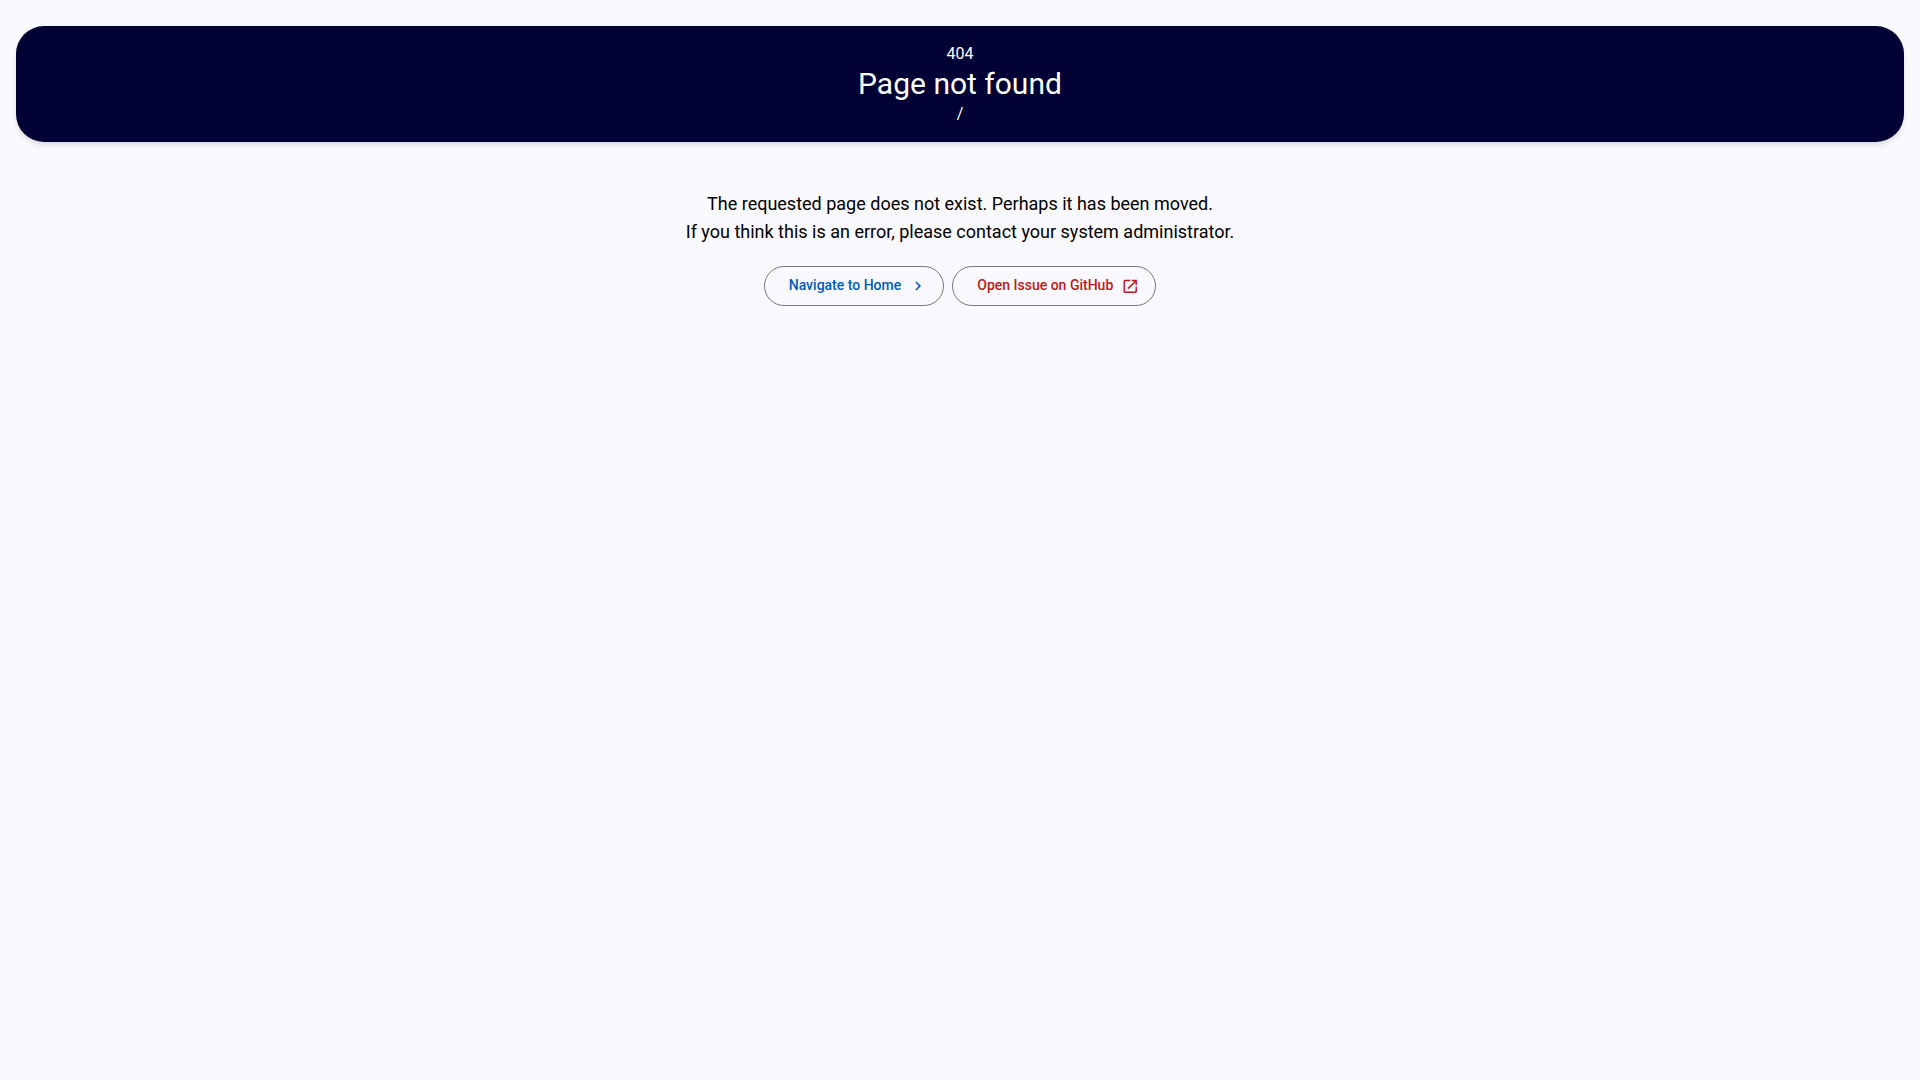 404
Page not found
/
The requested page does not exist. Perhaps it has been moved.
If you think this is an error, please contact your system administrator.
Navigate to Home
Open Issue on GitHub